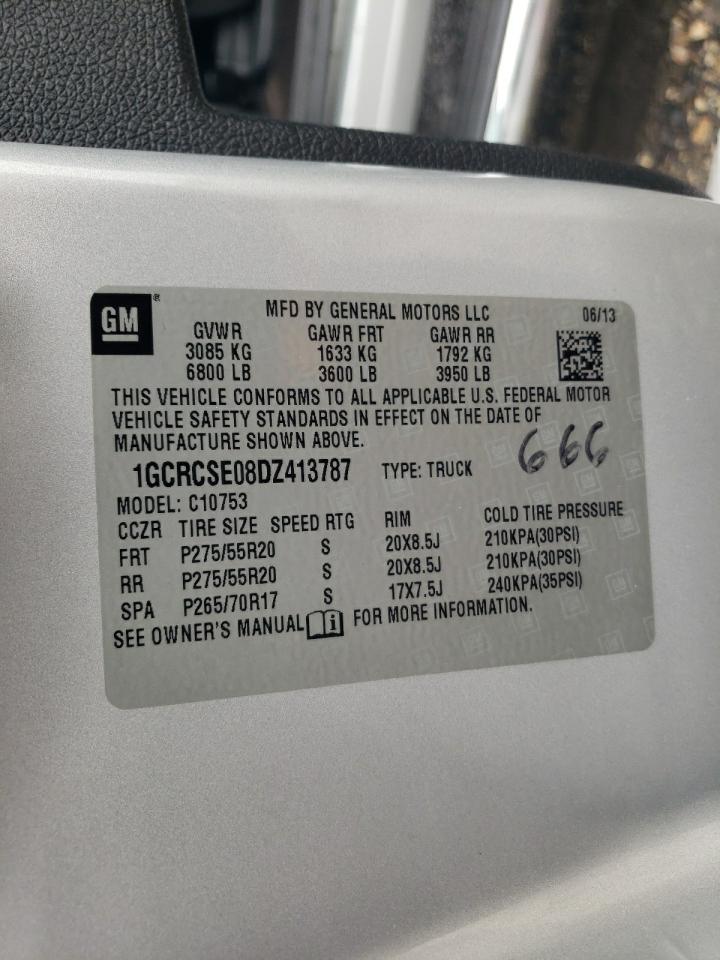 GM ®
MFD BY GENERAL MOTORS LLC 06/13
GVWR GAWR FRT GAWR RR
3085 KG 1633 KG 1792 KG
6800 LB 3600 LB 3950 LB
THIS VEHICLE CONFORMS TO ALL APPLICABLE U.S. FEDERAL MOTOR
VEHICLE SAFETY STANDARDS IN EFFECT ON THE DATE OF
MANUFACTURE SHOWN ABOVE.
666
1GCRCSE08DZ413787 TYPE: TRUCK
MODEL: C10753
CCZR TIRE SIZE SPEED RTG RIM COLD TIRE PRESSURE
FRT P275/55R20 S 20X8.5J 210KPA(30PSI)
RR P275/55R20 S 20X8.5J 210KPA(30PSI)
SPA P265/70R17 S 17X7.5J 240KPA(35PSI)
SEE OWNER'S MANUAL i FOR MORE INFORMATION.